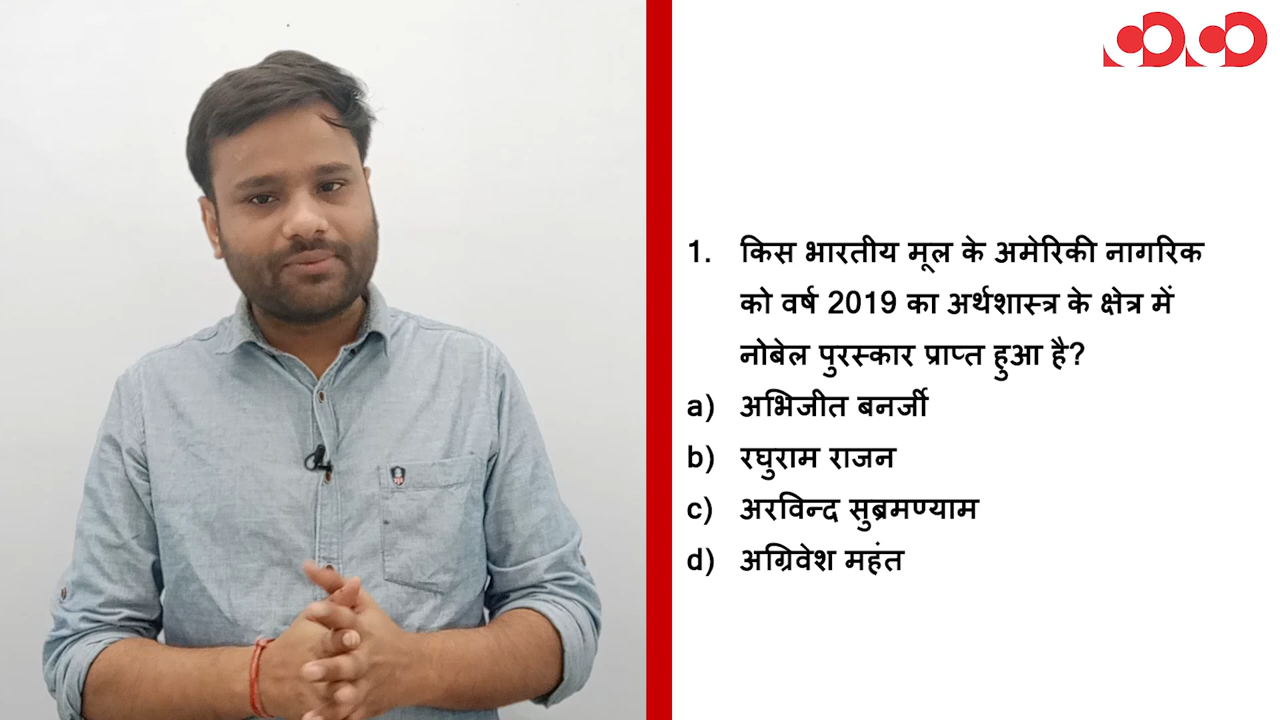 1. किस भारतीय मूल के अमेरिकी नागरिक
को वर्ष 2019 का अर्थशास्त्र के क्षेत्र में
नोबेल पुरस्कार प्राप्त हुआ है?
a) अभिजीत बनर्जी
b) रघुराम राजन
c) अरविन्द सुब्रमण्याम
d) अग्रिवेश महंत